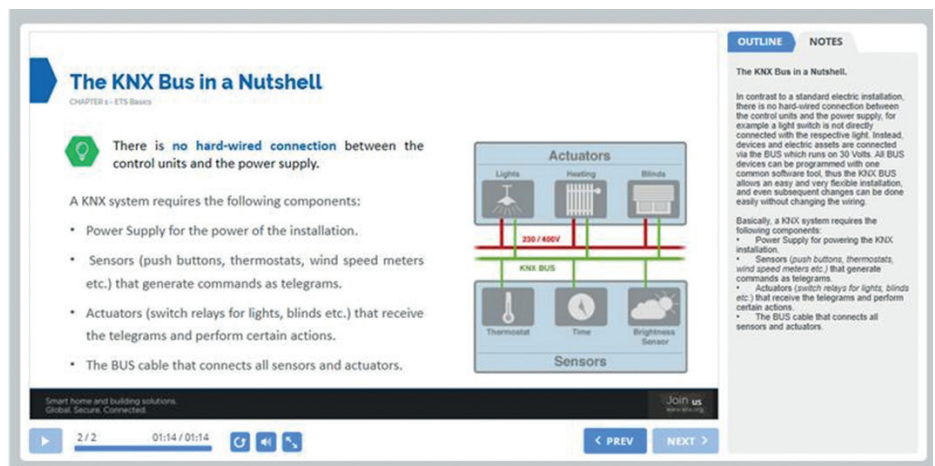 The KNX Bus in a Nutshell
CHAPTER 1 - ETS Basics
There is no hard-wired connection between the
control units and the power supply.
A KNX system requires the following components:
• Power Supply for the power of the installation.
• Sensors (push buttons, thermostats, wind speed meters
etc.) that generate commands as telegrams.
• Actuators (switch relays for lights, blinds etc.) that receive
the telegrams and perform certain actions.
• The BUS cable that connects all sensors and actuators.
Actuators
Lights Heating Blinds
230 / 400V
KNX BUS
Thermostat Time Brightness
Sensor
Sensors
Smart home and building solutions.
Global. Secure. Connected.
Join us
www.knx.org
2 / 2 01:14 / 01:14
< PREV NEXT >
OUTLINE NOTES
The KNX Bus in a Nutshell.
In contrast to a standard electric installation,
there is no hard-wired connection between
the control units and the power supply, for
example a light switch is not directly
connected with the respective light. Instead,
devices and electric assets are connected
via the BUS which runs on 30 Volts. All BUS
devices can be programmed with one
common software tool, thus the KNX BUS
allows an easy and very flexible installation,
and even subsequent changes can be done
easily without changing the wiring.
Basically, a KNX system requires the
following components:
• Power Supply for powering the KNX
installation.
• Sensors (push buttons, thermostats,
wind speed meters etc.) that generate
commands as telegrams.
• Actuators (switch relays for lights, blinds
etc.) that receive the telegrams and perform
certain actions.
• The BUS cable that connects all
sensors and actuators.